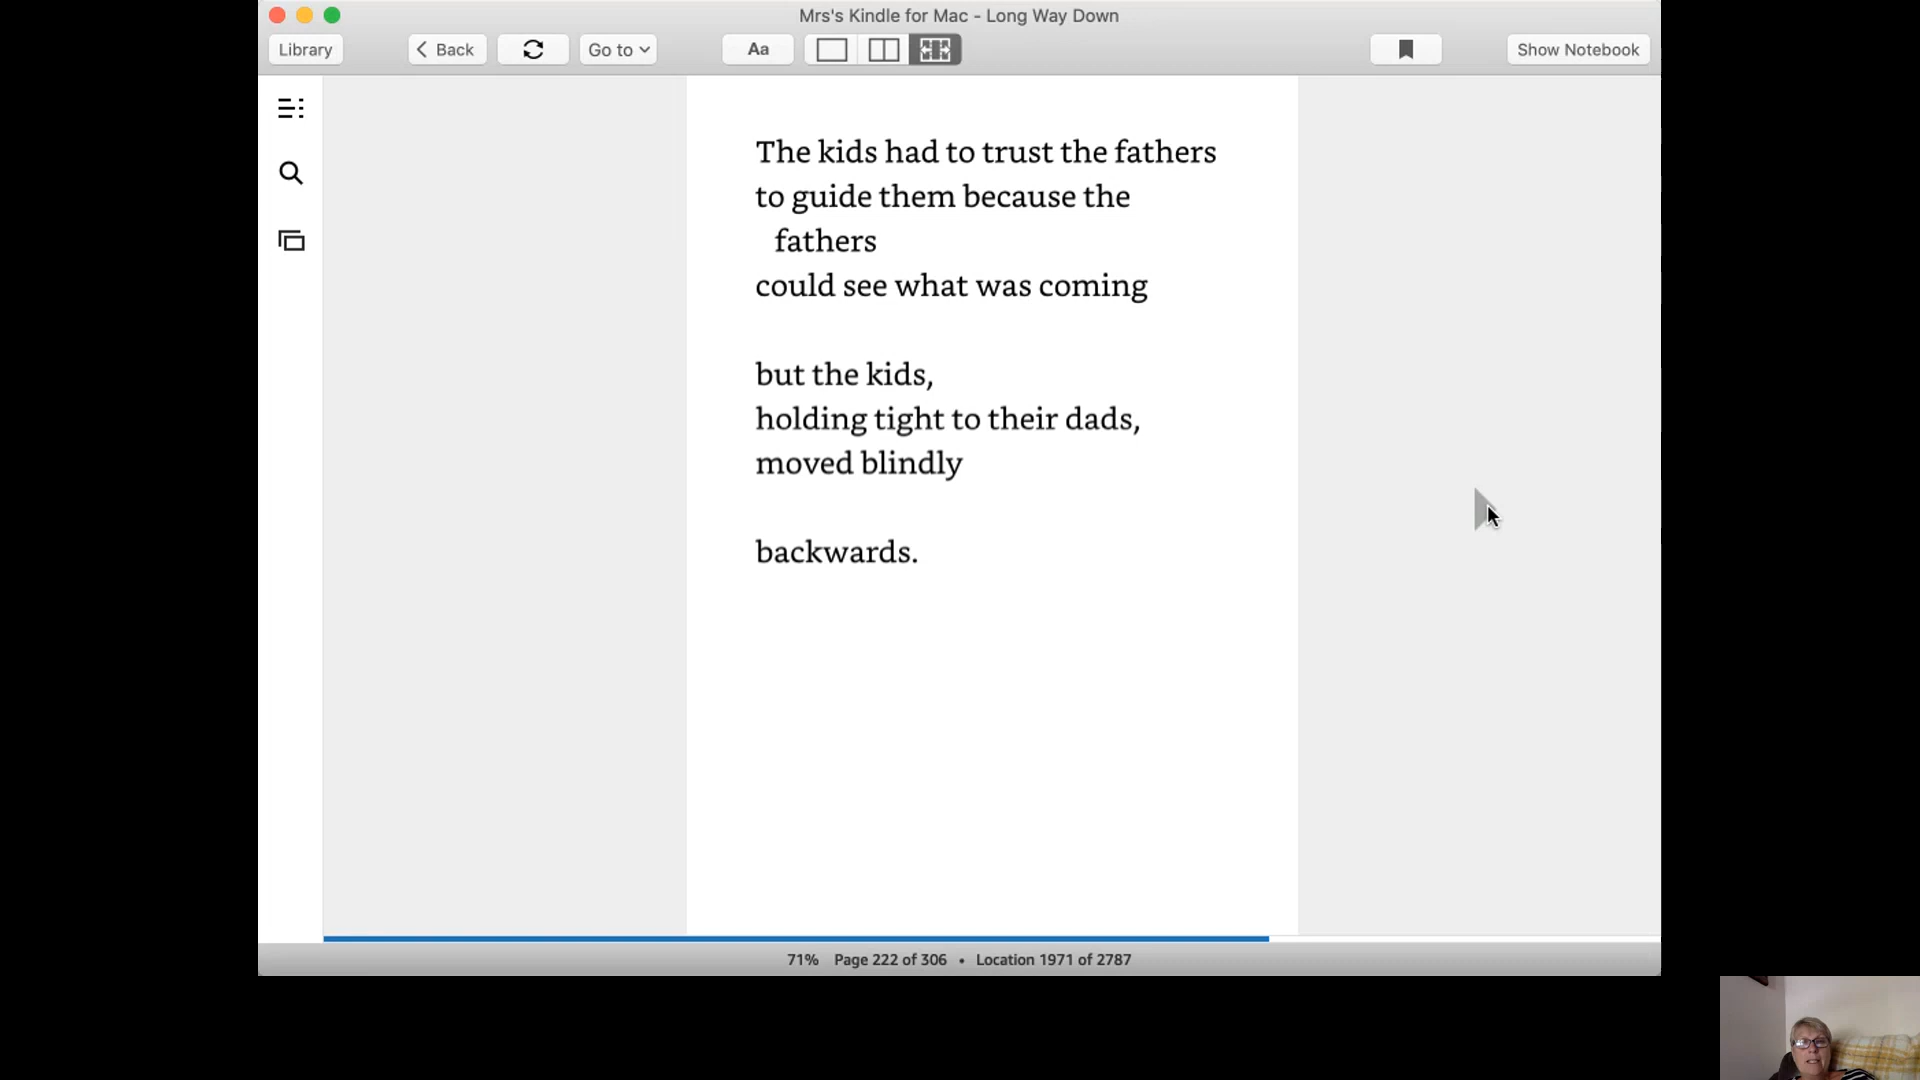 Mrs's Kindle for Mac - Long Way Down
Library
Back
Go to
Aa
Show Notebook
The kids had to trust the fathers
to guide them because the
fathers
could see what was coming
but the kids,
holding tight to their dads,
moved blindly
backwards.
71% Page 222 of 306 • Location 1971 of 2787